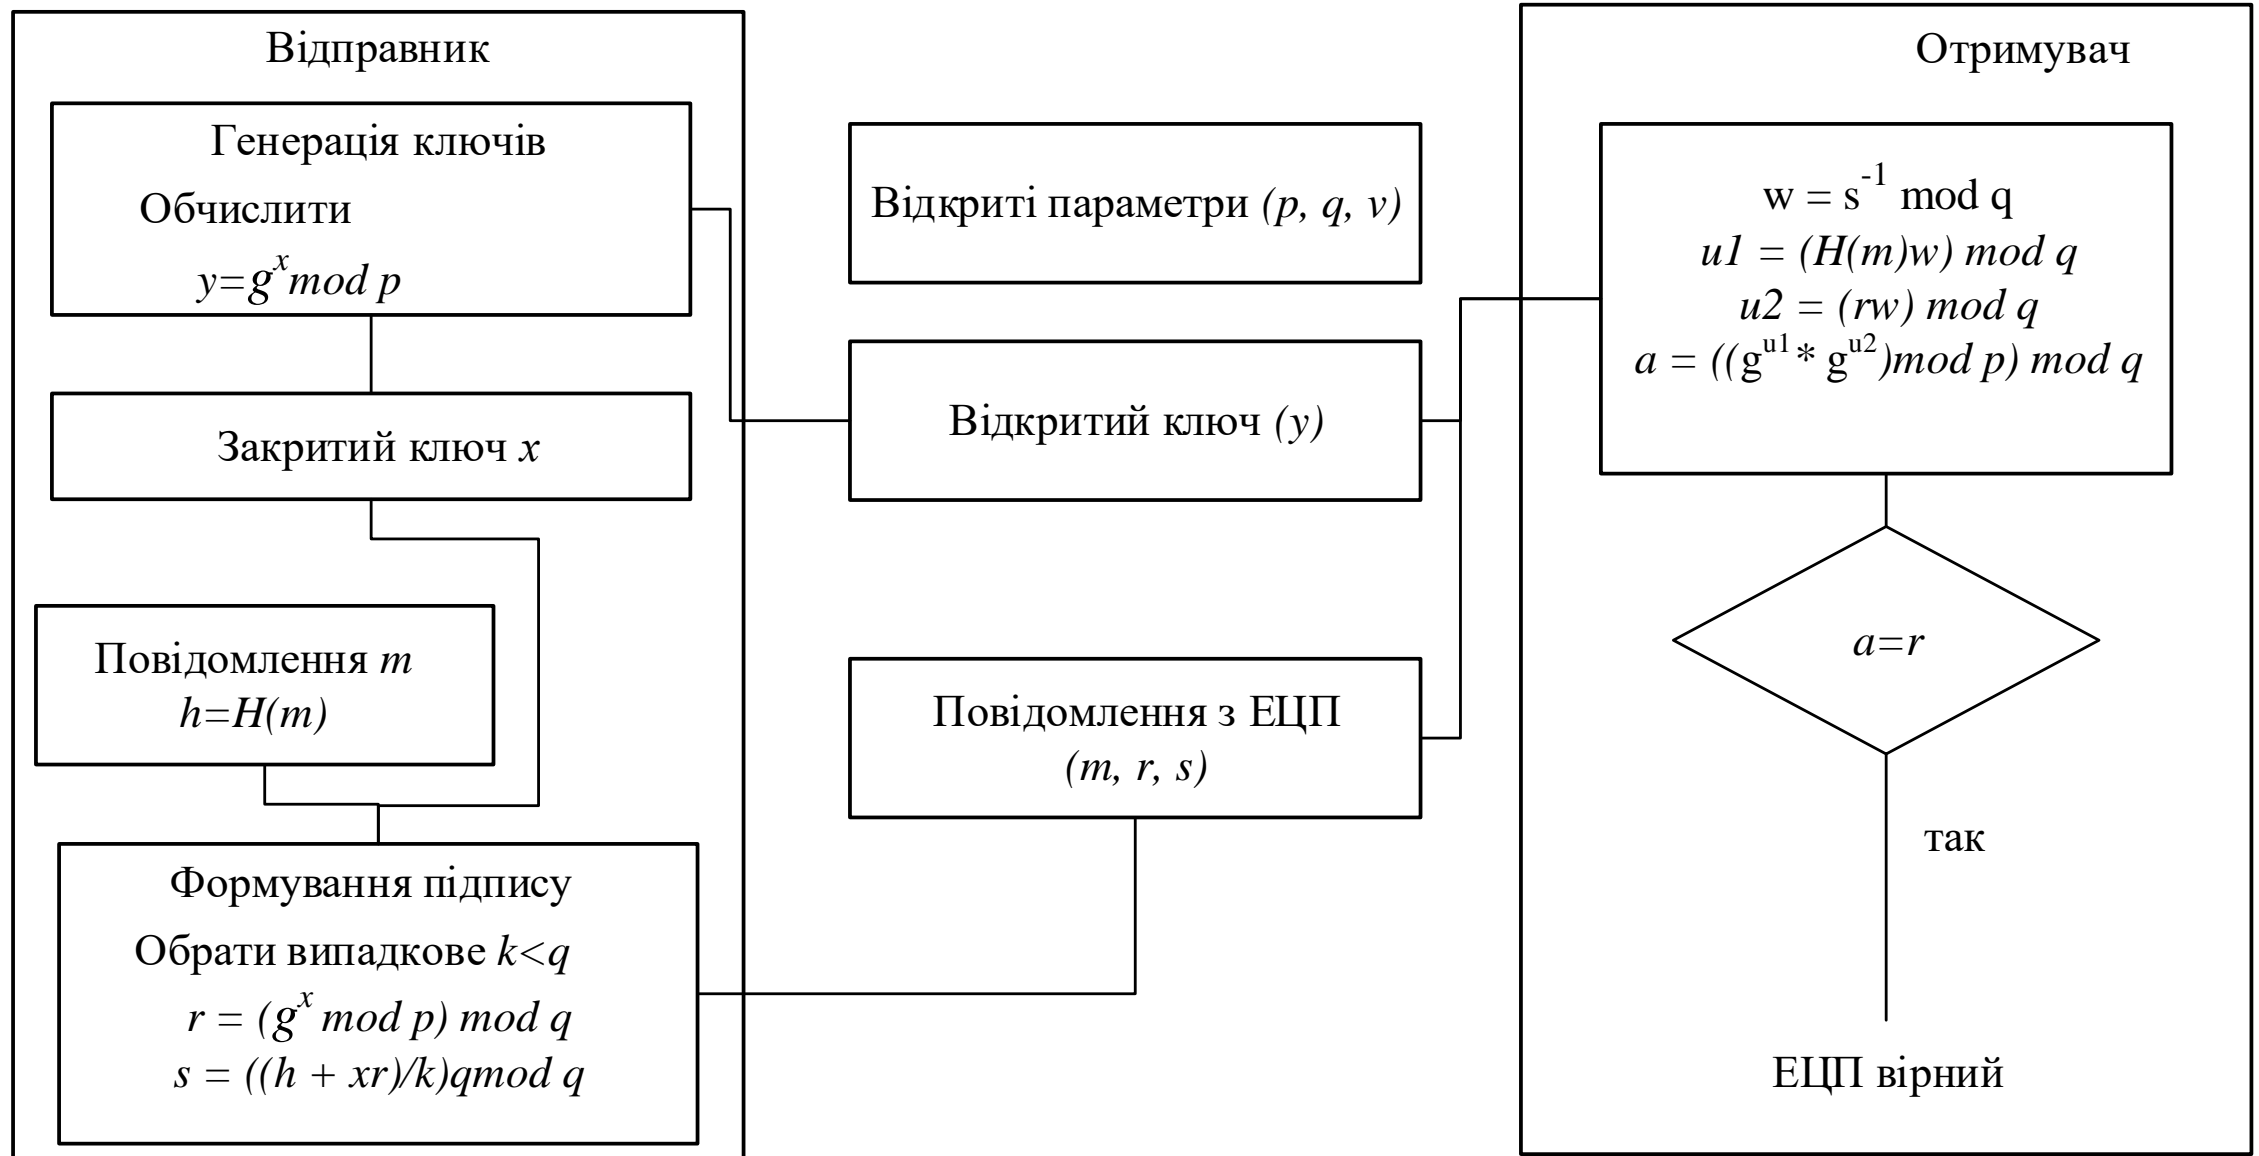 Відправник
Генерація ключів
Обчислити
y=g^x mod p
Закритий ключ x
Повідомлення m
h=H(m)
Формування підпису
Обрати випадкове k<q
r = (g^x mod p) mod q
s = ((h + xr)/k)qmod q
Відкриті параметри (p, q, v)
Відкритий ключ (y)
Повідомлення з ЕЦП
(m, r, s)
Отримувач
w = s^-1 mod q
u1 = (H(m)w) mod q
u2 = (rw) mod q
a = ((g^u1 * g^u2)mod p) mod q
a=r
так
ЕЦП вірний